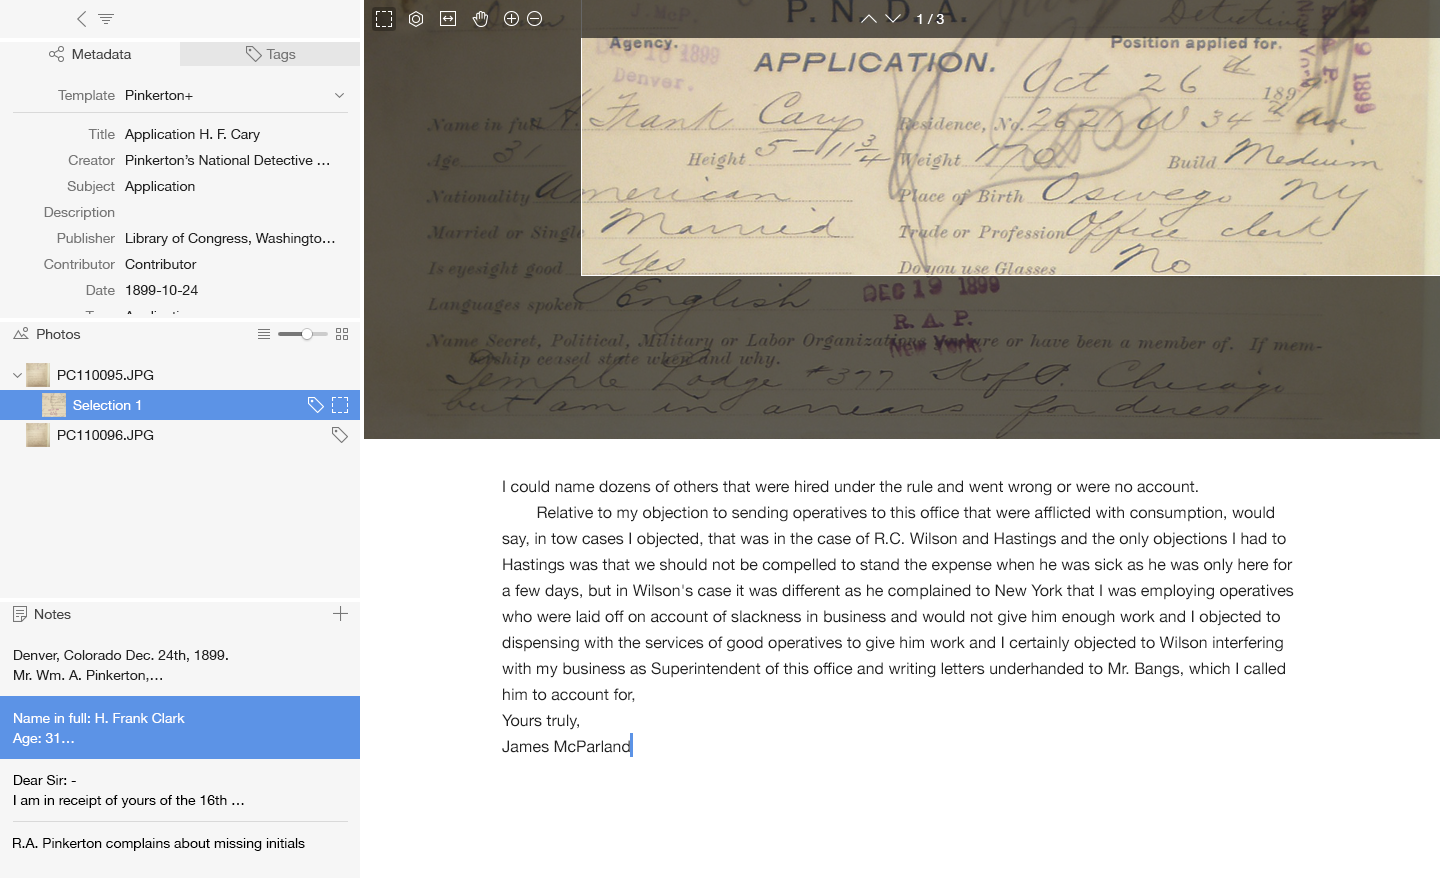 Metadata
Tags
Template Pinkerton+
Title Application H. F. Cary
Creator Pinkerton’s National Detective …
Subject Application
Description
Publisher Library of Congress, Washingto…
Contributor Contributor
Date 1899-10-24
Photos
PC110095.JPG
Selection 1
PC110096.JPG
Notes
Denver, Colorado Dec. 24th, 1899.
Mr. Wm. A. Pinkerton,…
Name in full: H. Frank Clark
Age: 31…
Dear Sir: -
I am in receipt of yours of the 16th …
R.A. Pinkerton complains about missing initials
1 / 3
J. McP.
P. N. D. A.
Detective
Agency.
Position applied for.
1899
Denver.
APPLICATION.
Oct 26th 189
New York
19 1899
Name in full H. Frank Cary Residence, No. 2621 W 34th Ave
Age 31 Height 5-11 3/4 Weight 170 Build Medium
Nationality American Place of Birth Oswego NY
Married or Single Married Trade or Profession Office clerk
Is eyesight good Yes Do you use Glasses No
Languages spoken English
DEC 19 1899
R. A. P.
New York.
Name Secret, Political, Military or Labor Organizations you are or have been a member of. If mem-
bership ceased state when and why.
Temple Lodge #377 K of P. Chicago
but am in arrears for dues
I could name dozens of others that were hired under the rule and went wrong or were no account.
Relative to my objection to sending operatives to this office that were afflicted with consumption, would
say, in tow cases I objected, that was in the case of R.C. Wilson and Hastings and the only objections I had to
Hastings was that we should not be compelled to stand the expense when he was sick as he was only here for
a few days, but in Wilson's case it was different as he complained to New York that I was employing operatives
who were laid off on account of slackness in business and would not give him enough work and I objected to
dispensing with the services of good operatives to give him work and I certainly objected to Wilson interfering
with my business as Superintendent of this office and writing letters underhanded to Mr. Bangs, which I called
him to account for,
Yours truly,
James McParland